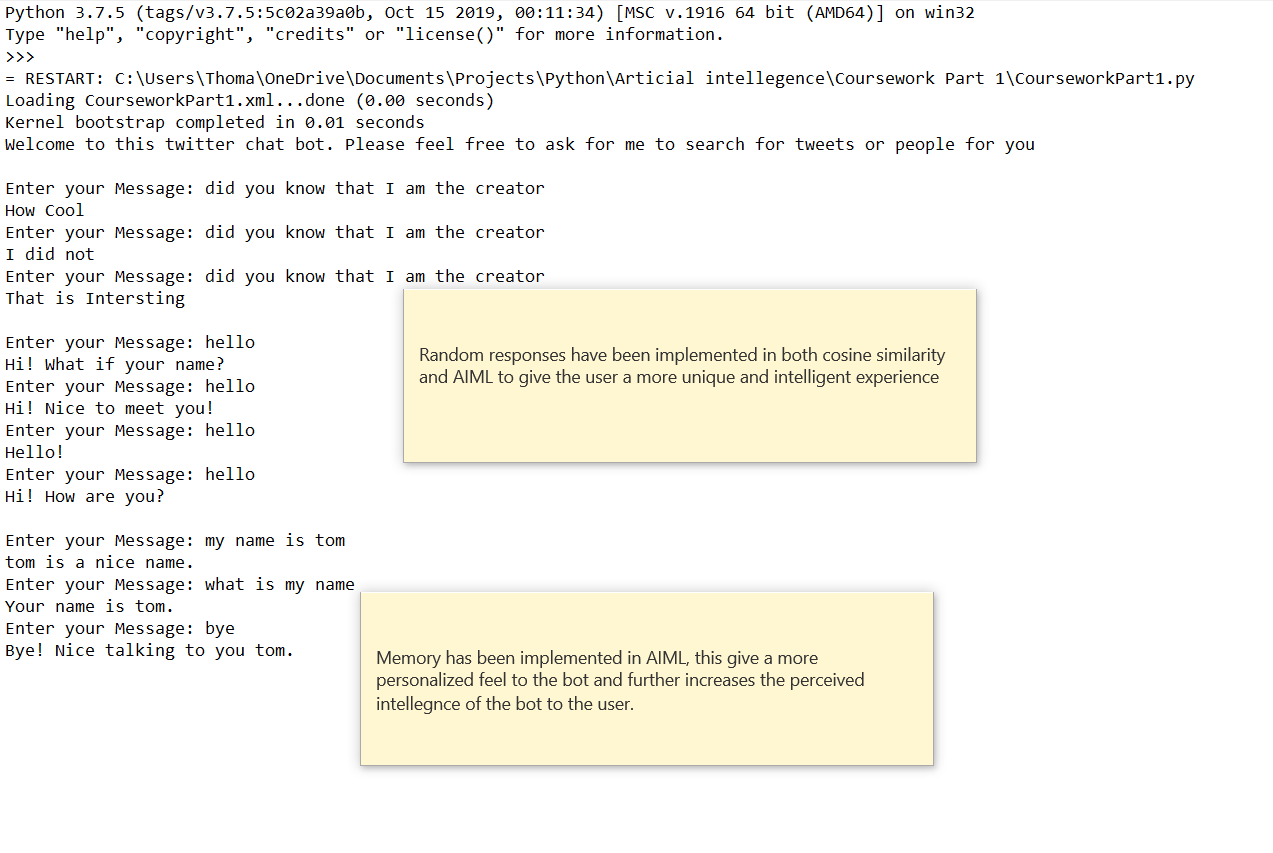 Python 3.7.5 (tags/v3.7.5:5c02a39a0b, Oct 15 2019, 00:11:34) [MSC v.1916 64 bit (AMD64)] on win32
Type "help", "copyright", "credits" or "license()" for more information.
>>>
= RESTART: C:\Users\Thoma\OneDrive\Documents\Projects\Python\Articial intellegence\Coursework Part 1\CourseworkPart1.py
Loading CourseworkPart1.xml...done (0.00 seconds)
Kernel bootstrap completed in 0.01 seconds
Welcome to this twitter chat bot. Please feel free to ask for me to search for tweets or people for you
Enter your Message: did you know that I am the creator
How Cool
Enter your Message: did you know that I am the creator
I did not
Enter your Message: did you know that I am the creator
That is Intersting
Enter your Message: hello
Hi! What if your name?
Enter your Message: hello
Hi! Nice to meet you!
Enter your Message: hello
Hello!
Enter your Message: hello
Hi! How are you?
Random responses have been implemented in both cosine similarity
and AIML to give the user a more unique and intelligent experience
Enter your Message: my name is tom
tom is a nice name.
Enter your Message: what is my name
Your name is tom.
Enter your Message: bye
Bye! Nice talking to you tom.
Memory has been implemented in AIML, this give a more
personalized feel to the bot and further increases the perceived
intellegnce of the bot to the user.